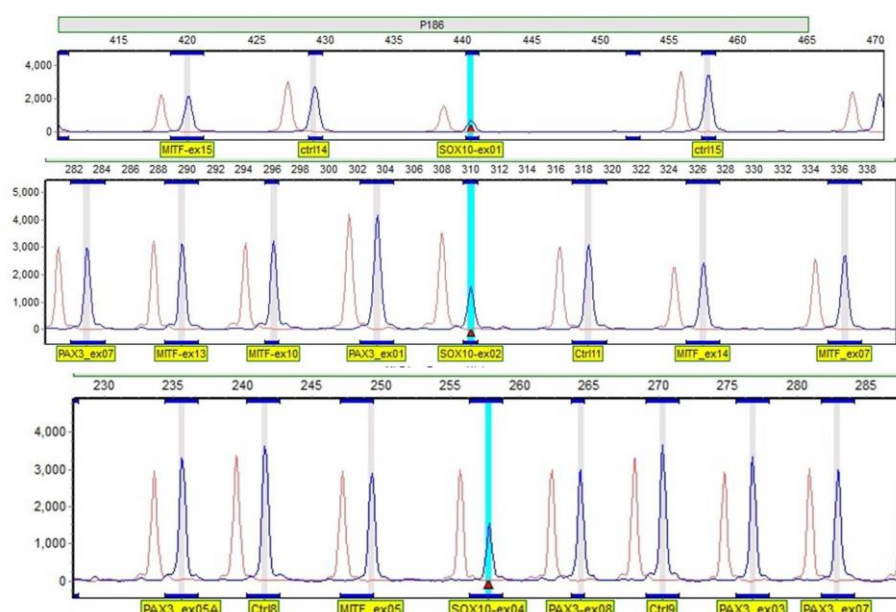 P186
415 420 425 430 435 440 445 450 455 460 465 470
4,000
2,000
0
MITF-ex15 ctrl14 SOX10-ex01 ctrl15
282 284 286 288 290 292 294 296 298 300 302 304 306 308 310 312 314 316 318 320 322 324 326 328 330 332 334 336 338
5,000
4,000
3,000
2,000
1,000
0
PAX3_ex07 MITF-ex13 MITF-ex10 PAX3_ex01 SOX10-ex02 Ctrl11 MITF_ex14 MITF_ex07
230 235 240 245 250 255 260 265 270 275 280 285
4,000
3,000
2,000
1,000
0
PAX3_ex05A Ctrl8 MITF_ex05 SOX10-ex04 PAX3-ex08 Ctrl9 PAX3_ex03 PAX3_ex07